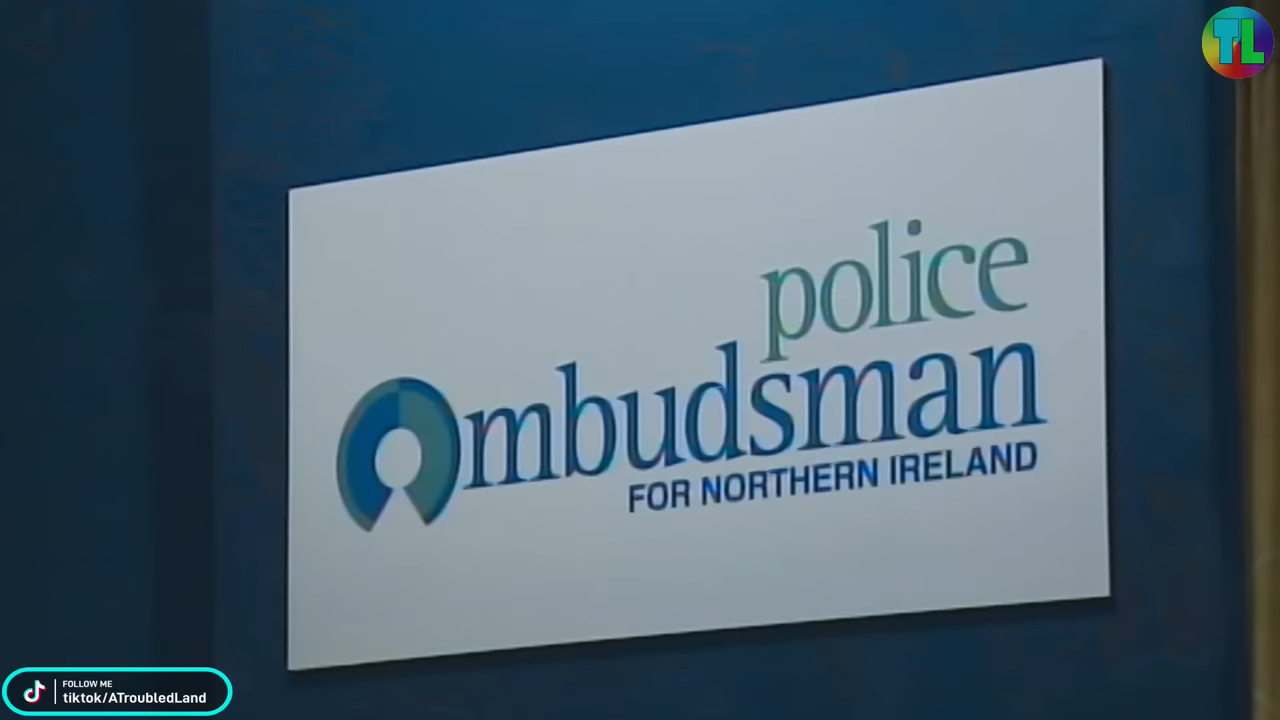 TL
police
ombudsman
FOR NORTHERN IRELAND
FOLLOW ME
tiktok/ATroubledLand